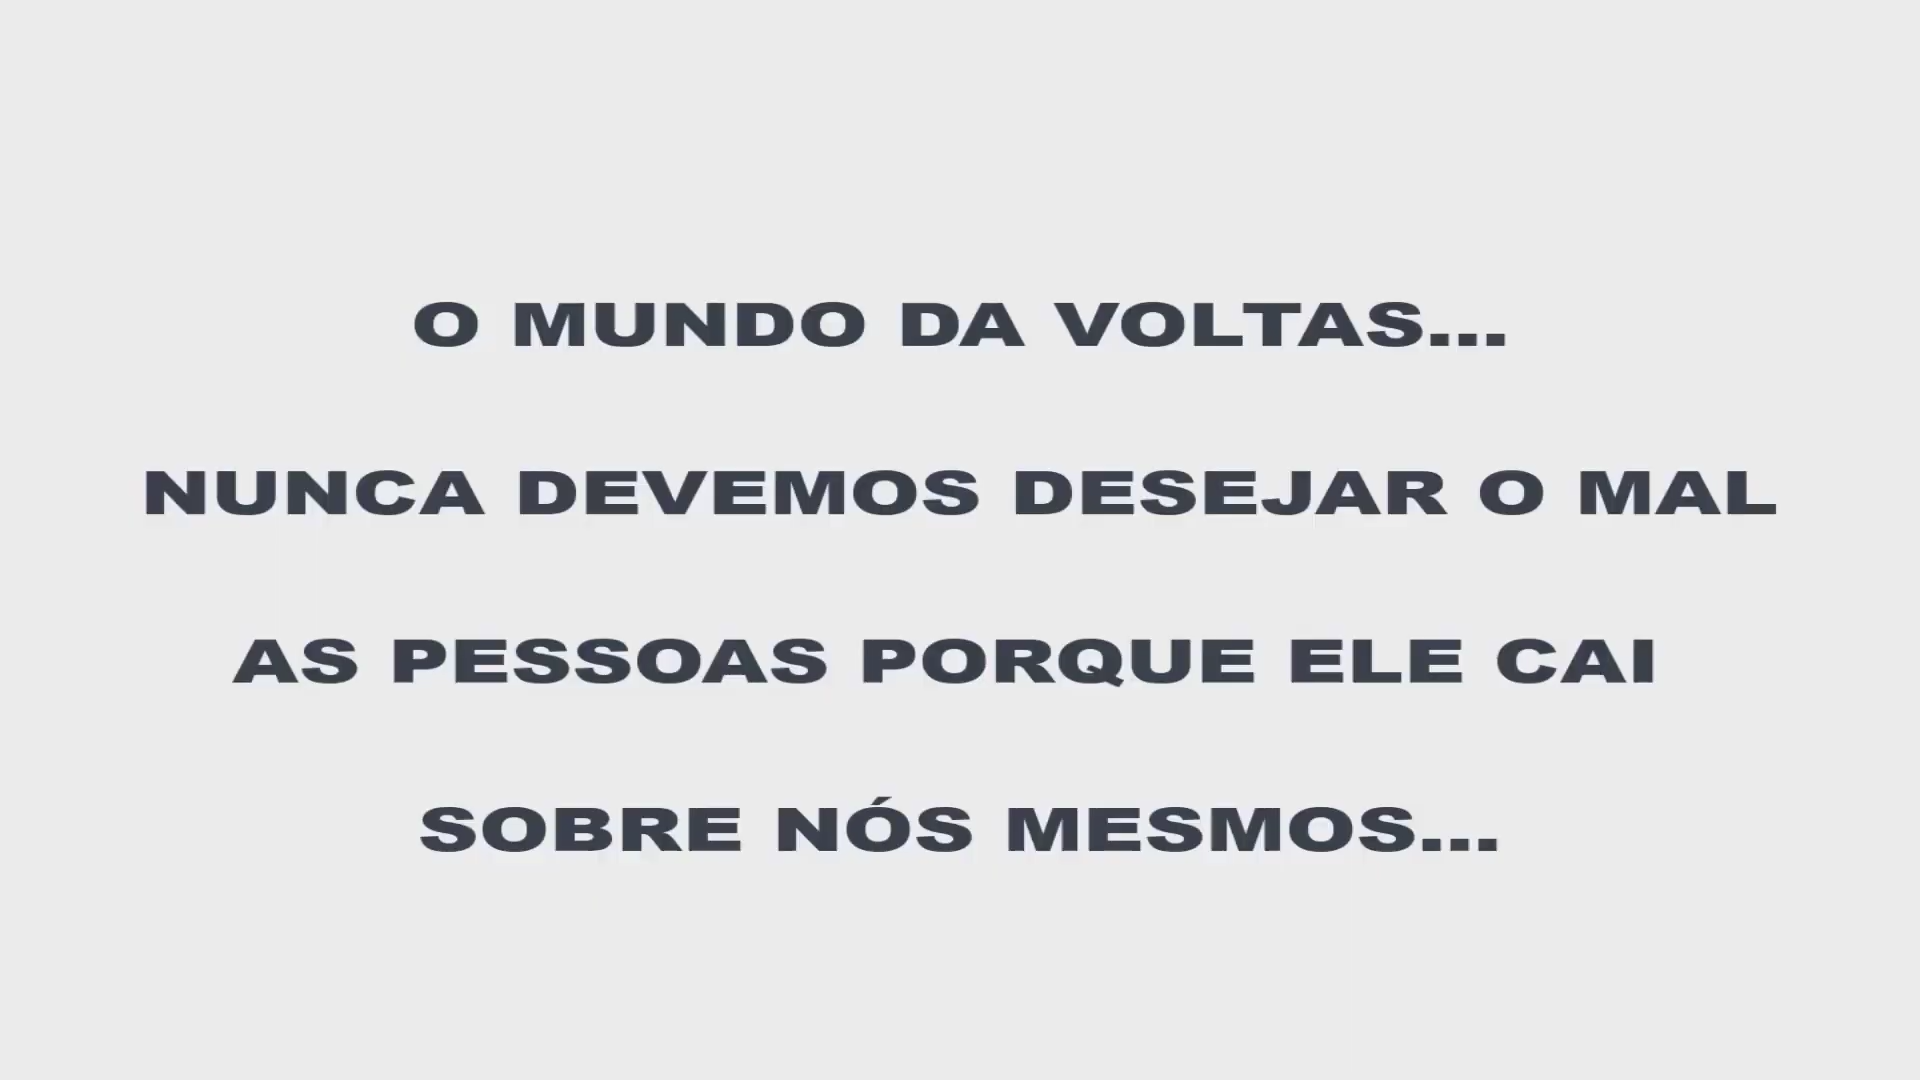 O MUNDO DA VOLTAS...
NUNCA DEVEMOS DESEJAR O MAL
AS PESSOAS PORQUE ELE CAI
SOBRE NÓS MESMOS...